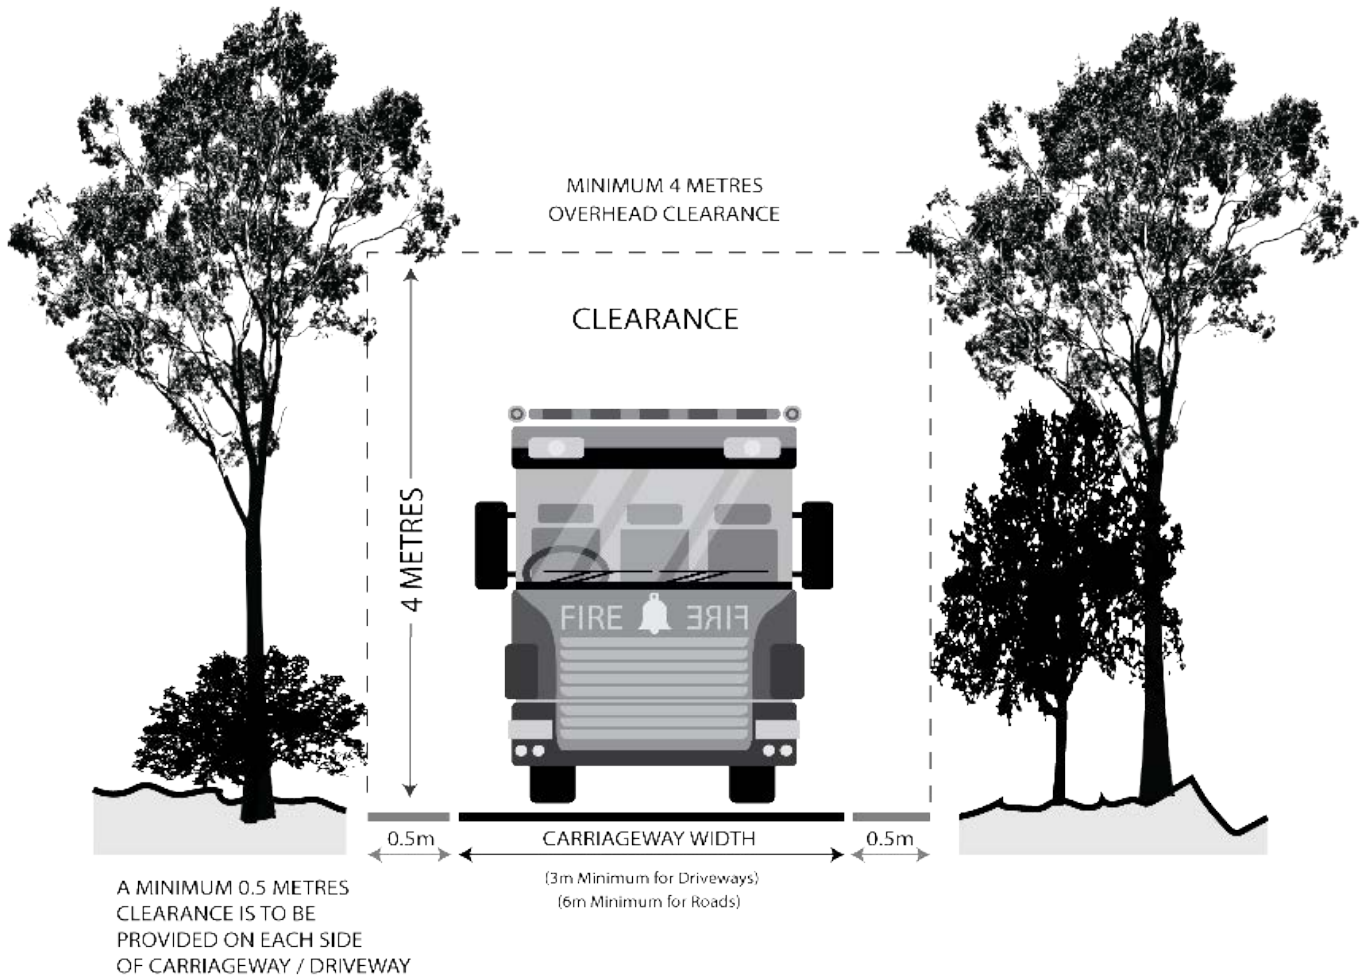 MINIMUM 4 METRES
OVERHEAD CLEARANCE
CLEARANCE
4 METRES
FIRE FIRE
0.5m
CARRIAGEWAY WIDTH
0.5m
(3m Minimum for Driveways)
(6m Minimum for Roads)
A MINIMUM 0.5 METRES
CLEARANCE IS TO BE
PROVIDED ON EACH SIDE
OF CARRIAGEWAY / DRIVEWAY